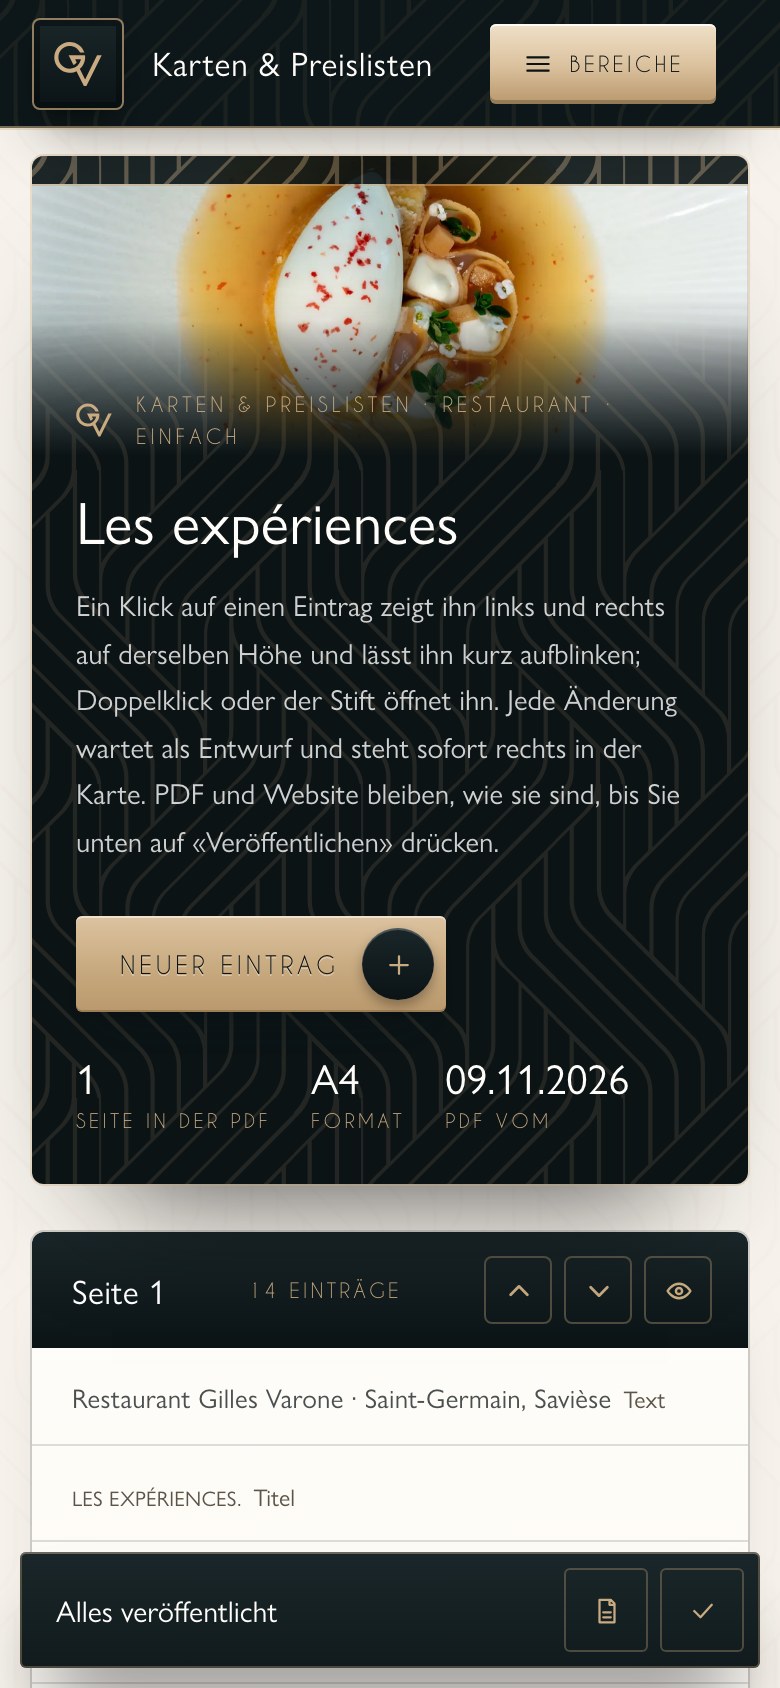 GV
Karten & Preislisten
BEREICHE
GV
KARTEN & PREISLISTEN · RESTAURANT ·
EINFACH
Les expériences
Ein Klick auf einen Eintrag zeigt ihn links und rechts
auf derselben Höhe und lässt ihn kurz aufblinken;
Doppelklick oder der Stift öffnet ihn. Jede Änderung
wartet als Entwurf und steht sofort rechts in der
Karte. PDF und Website bleiben, wie sie sind, bis Sie
unten auf «Veröffentlichen» drücken.
NEUER EINTRAG
1 A4 09.11.2026
SEITE IN DER PDF FORMAT PDF VOM
Seite 1 14 EINTRÄGE
Restaurant Gilles Varone · Saint-Germain, Savièse Text
LES EXPÉRIENCES. Titel
Alles veröffentlicht